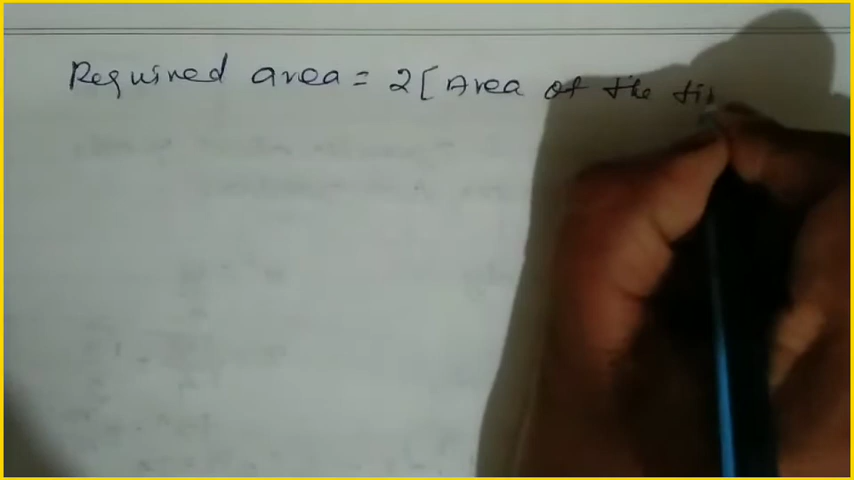 Required area = 2 [ Area of the